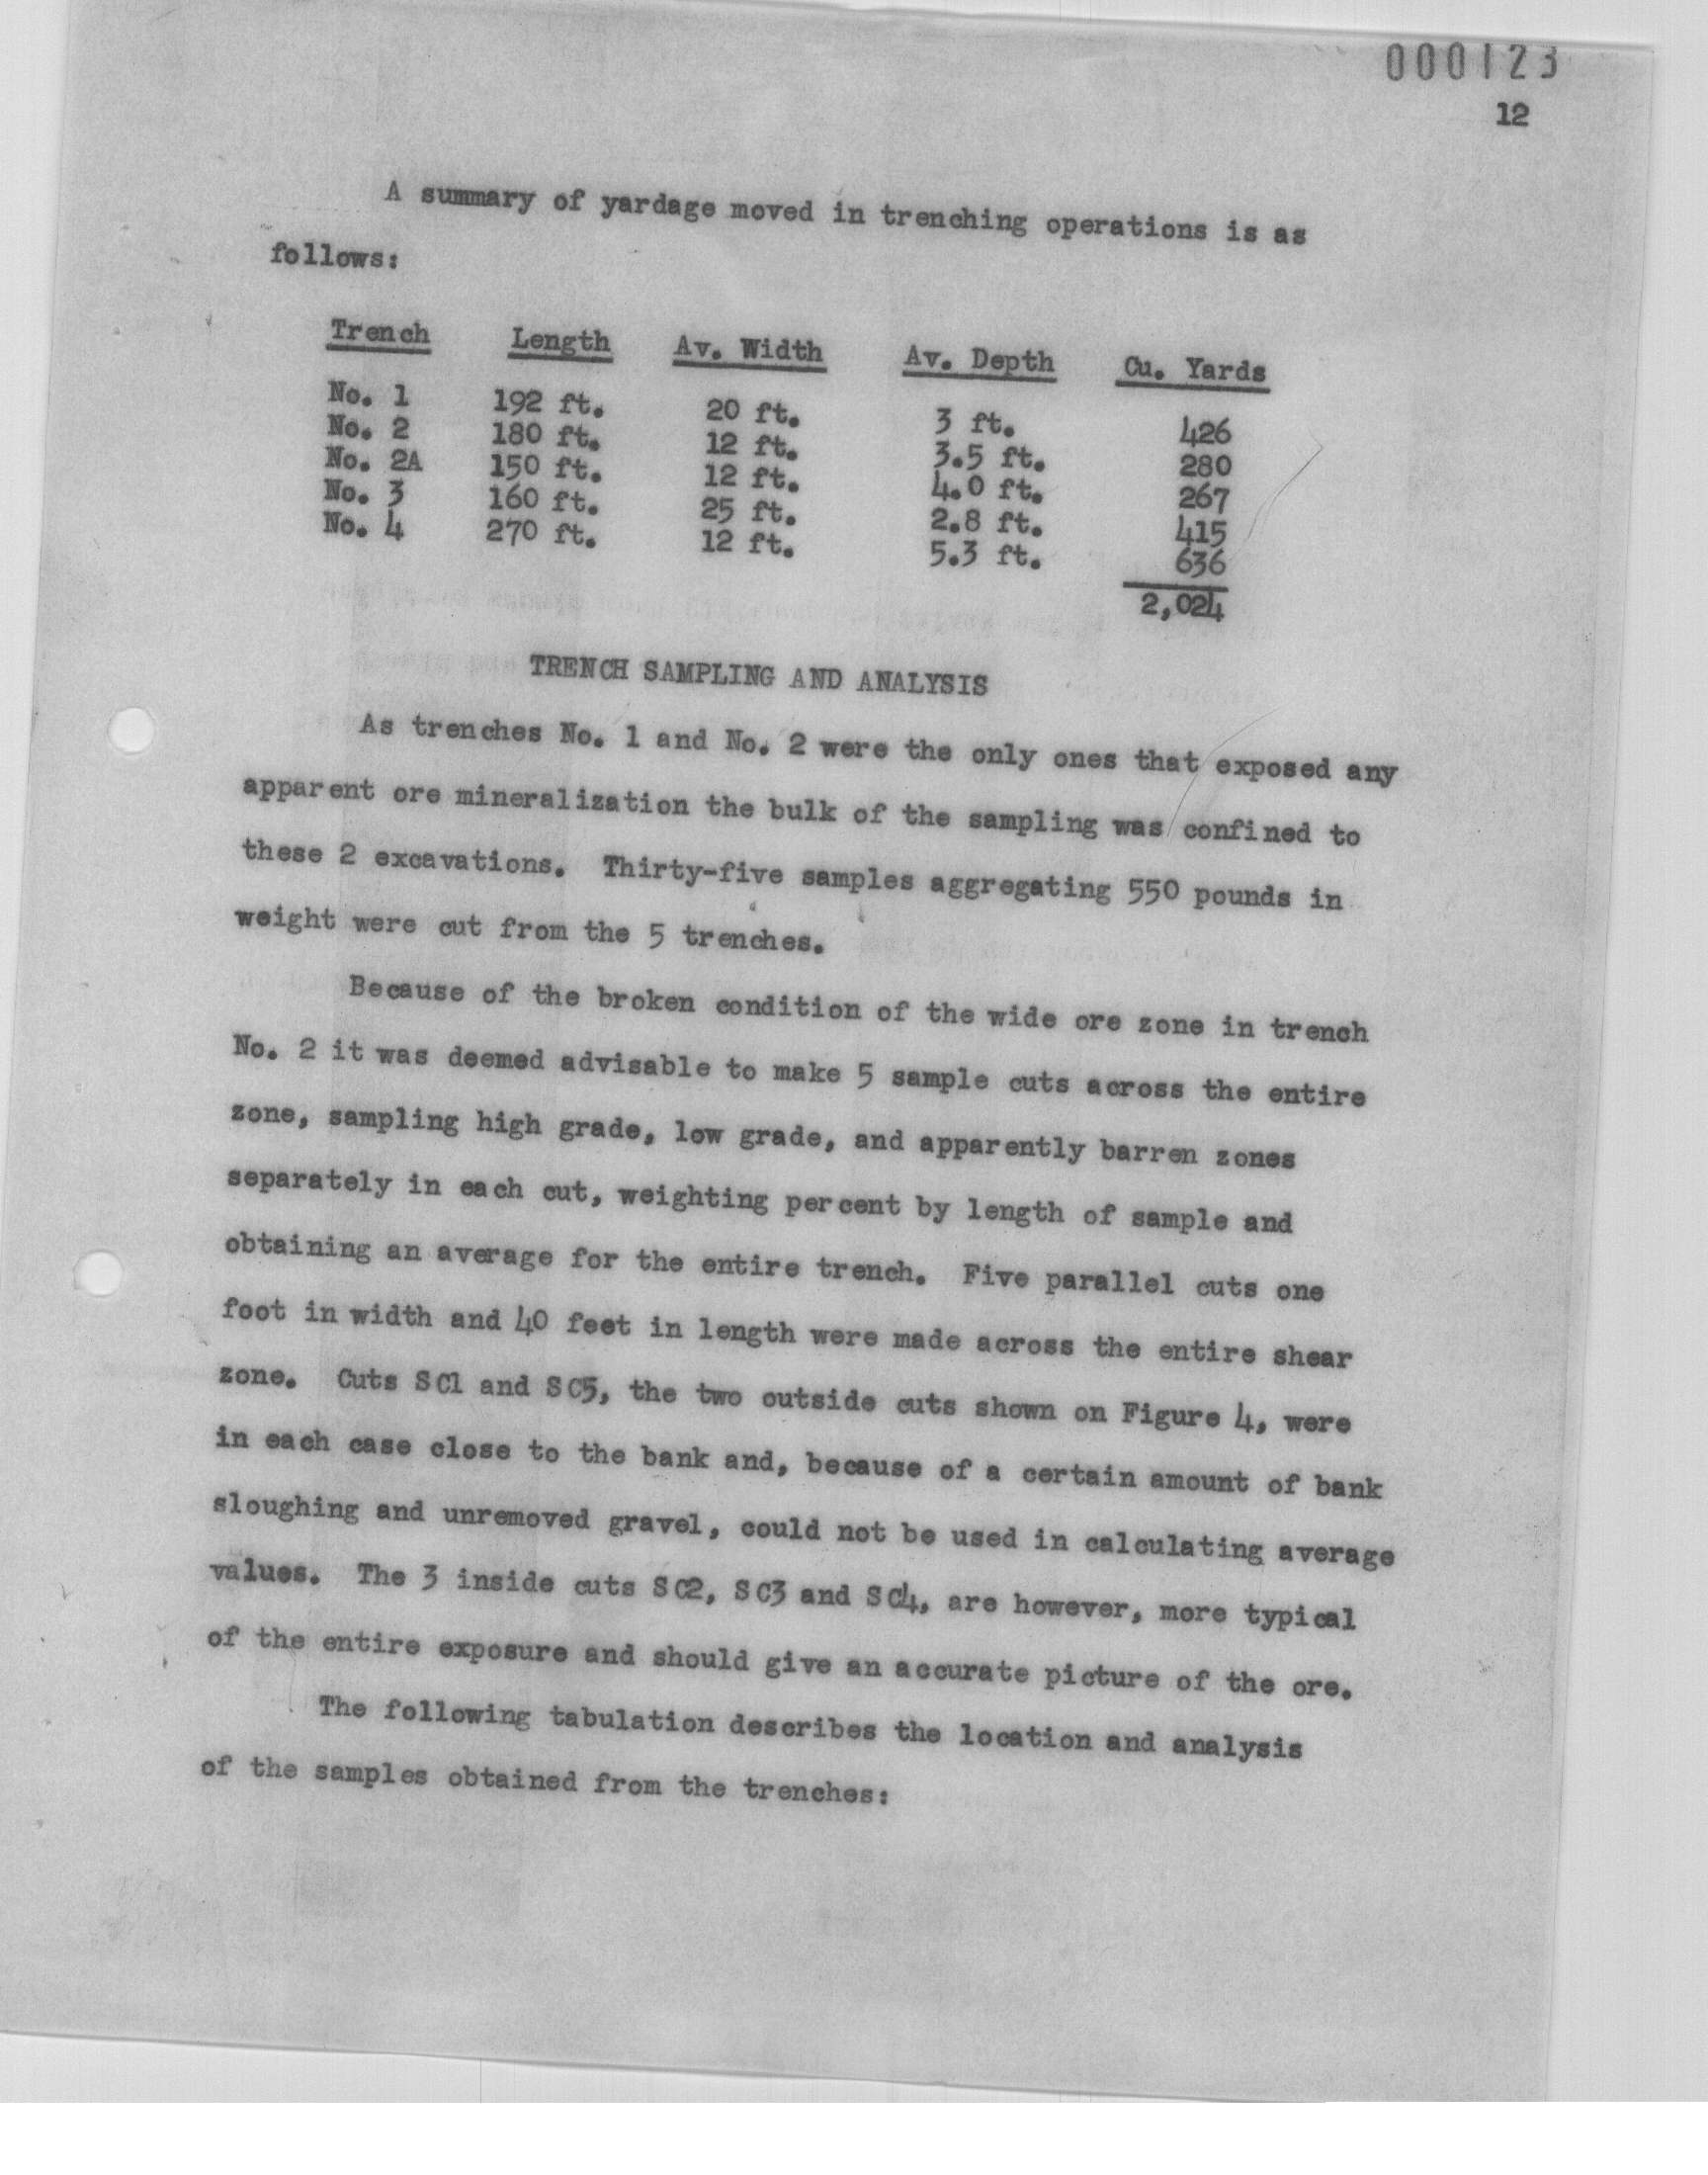 000123
12
A summary of yardage moved in trenching operations is as
follows:
Trench Length Av. Width Av. Depth Cu. Yards
No. 1 192 ft. 20 ft. 3 ft. 426
No. 2 180 ft. 12 ft. 3.5 ft. 280
No. 2A 150 ft. 12 ft. 4.0 ft. 267
No. 3 160 ft. 25 ft. 2.8 ft. 415
No. 4 270 ft. 12 ft. 5.3 ft. 636
2,024
TRENCH SAMPLING AND ANALYSIS
As trenches No. 1 and No. 2 were the only ones that exposed any
apparent ore mineralization the bulk of the sampling was confined to
these 2 excavations. Thirty-five samples aggregating 550 pounds in
weight were cut from the 5 trenches.
Because of the broken condition of the wide ore zone in trench
No. 2 it was deemed advisable to make 5 sample cuts across the entire
zone, sampling high grade, low grade, and apparently barren zones
separately in each cut, weighting percent by length of sample and
obtaining an average for the entire trench. Five parallel cuts one
foot in width and 40 feet in length were made across the entire shear
zone. Cuts SC1 and SC5, the two outside cuts shown on Figure 4, were
in each case close to the bank and, because of a certain amount of bank
sloughing and unremoved gravel, could not be used in calculating average
values. The 3 inside cuts SC2, SC3 and SC4, are however, more typical
of the entire exposure and should give an accurate picture of the ore.
The following tabulation describes the location and analysis
of the samples obtained from the trenches: